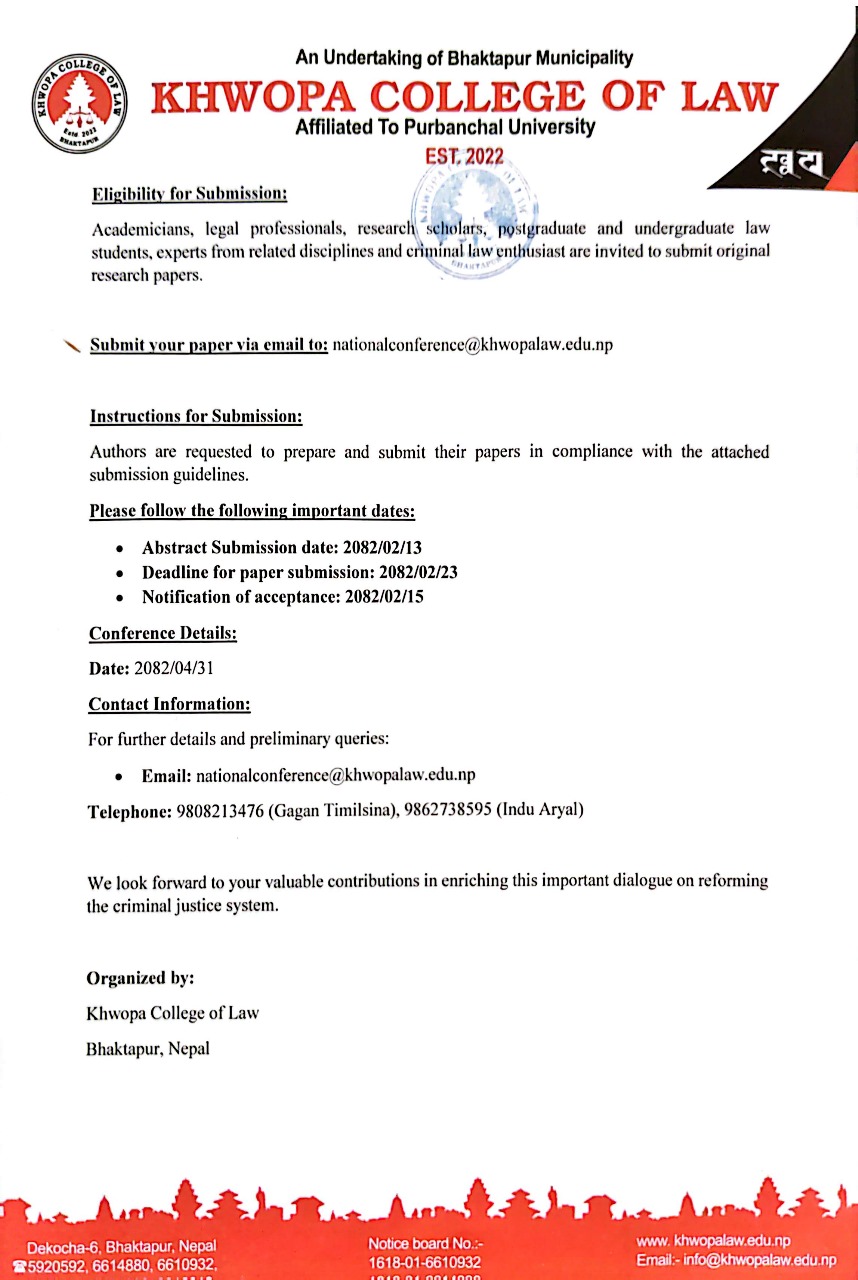 An Undertaking of Bhaktapur Municipality
KHWOPA COLLEGE OF LAW
Affiliated To Purbanchal University
EST. 2022
KHWOPA COLLEGE OF LAW
Estd 2022
BHAKTAPUR
Eligibility for Submission:
Academicians, legal professionals, research scholars, postgraduate and undergraduate law
students, experts from related disciplines and criminal law enthusiast are invited to submit original
research papers.
Submit your paper via email to: nationalconference@khwopalaw.edu.np
Instructions for Submission:
Authors are requested to prepare and submit their papers in compliance with the attached
submission guidelines.
Please follow the following important dates:
• Abstract Submission date: 2082/02/13
• Deadline for paper submission: 2082/02/23
• Notification of acceptance: 2082/02/15
Conference Details:
Date: 2082/04/31
Contact Information:
For further details and preliminary queries:
• Email: nationalconference@khwopalaw.edu.np
Telephone: 9808213476 (Gagan Timilsina), 9862738595 (Indu Aryal)
We look forward to your valuable contributions in enriching this important dialogue on reforming
the criminal justice system.
Organized by:
Khwopa College of Law
Bhaktapur, Nepal
Dekocha-6, Bhaktapur, Nepal
☎5920592, 6614880, 6610932,
Notice board No.:-
1618-01-6610932
www. khwopalaw.edu.np
Email:- info@khwopalaw.edu.np